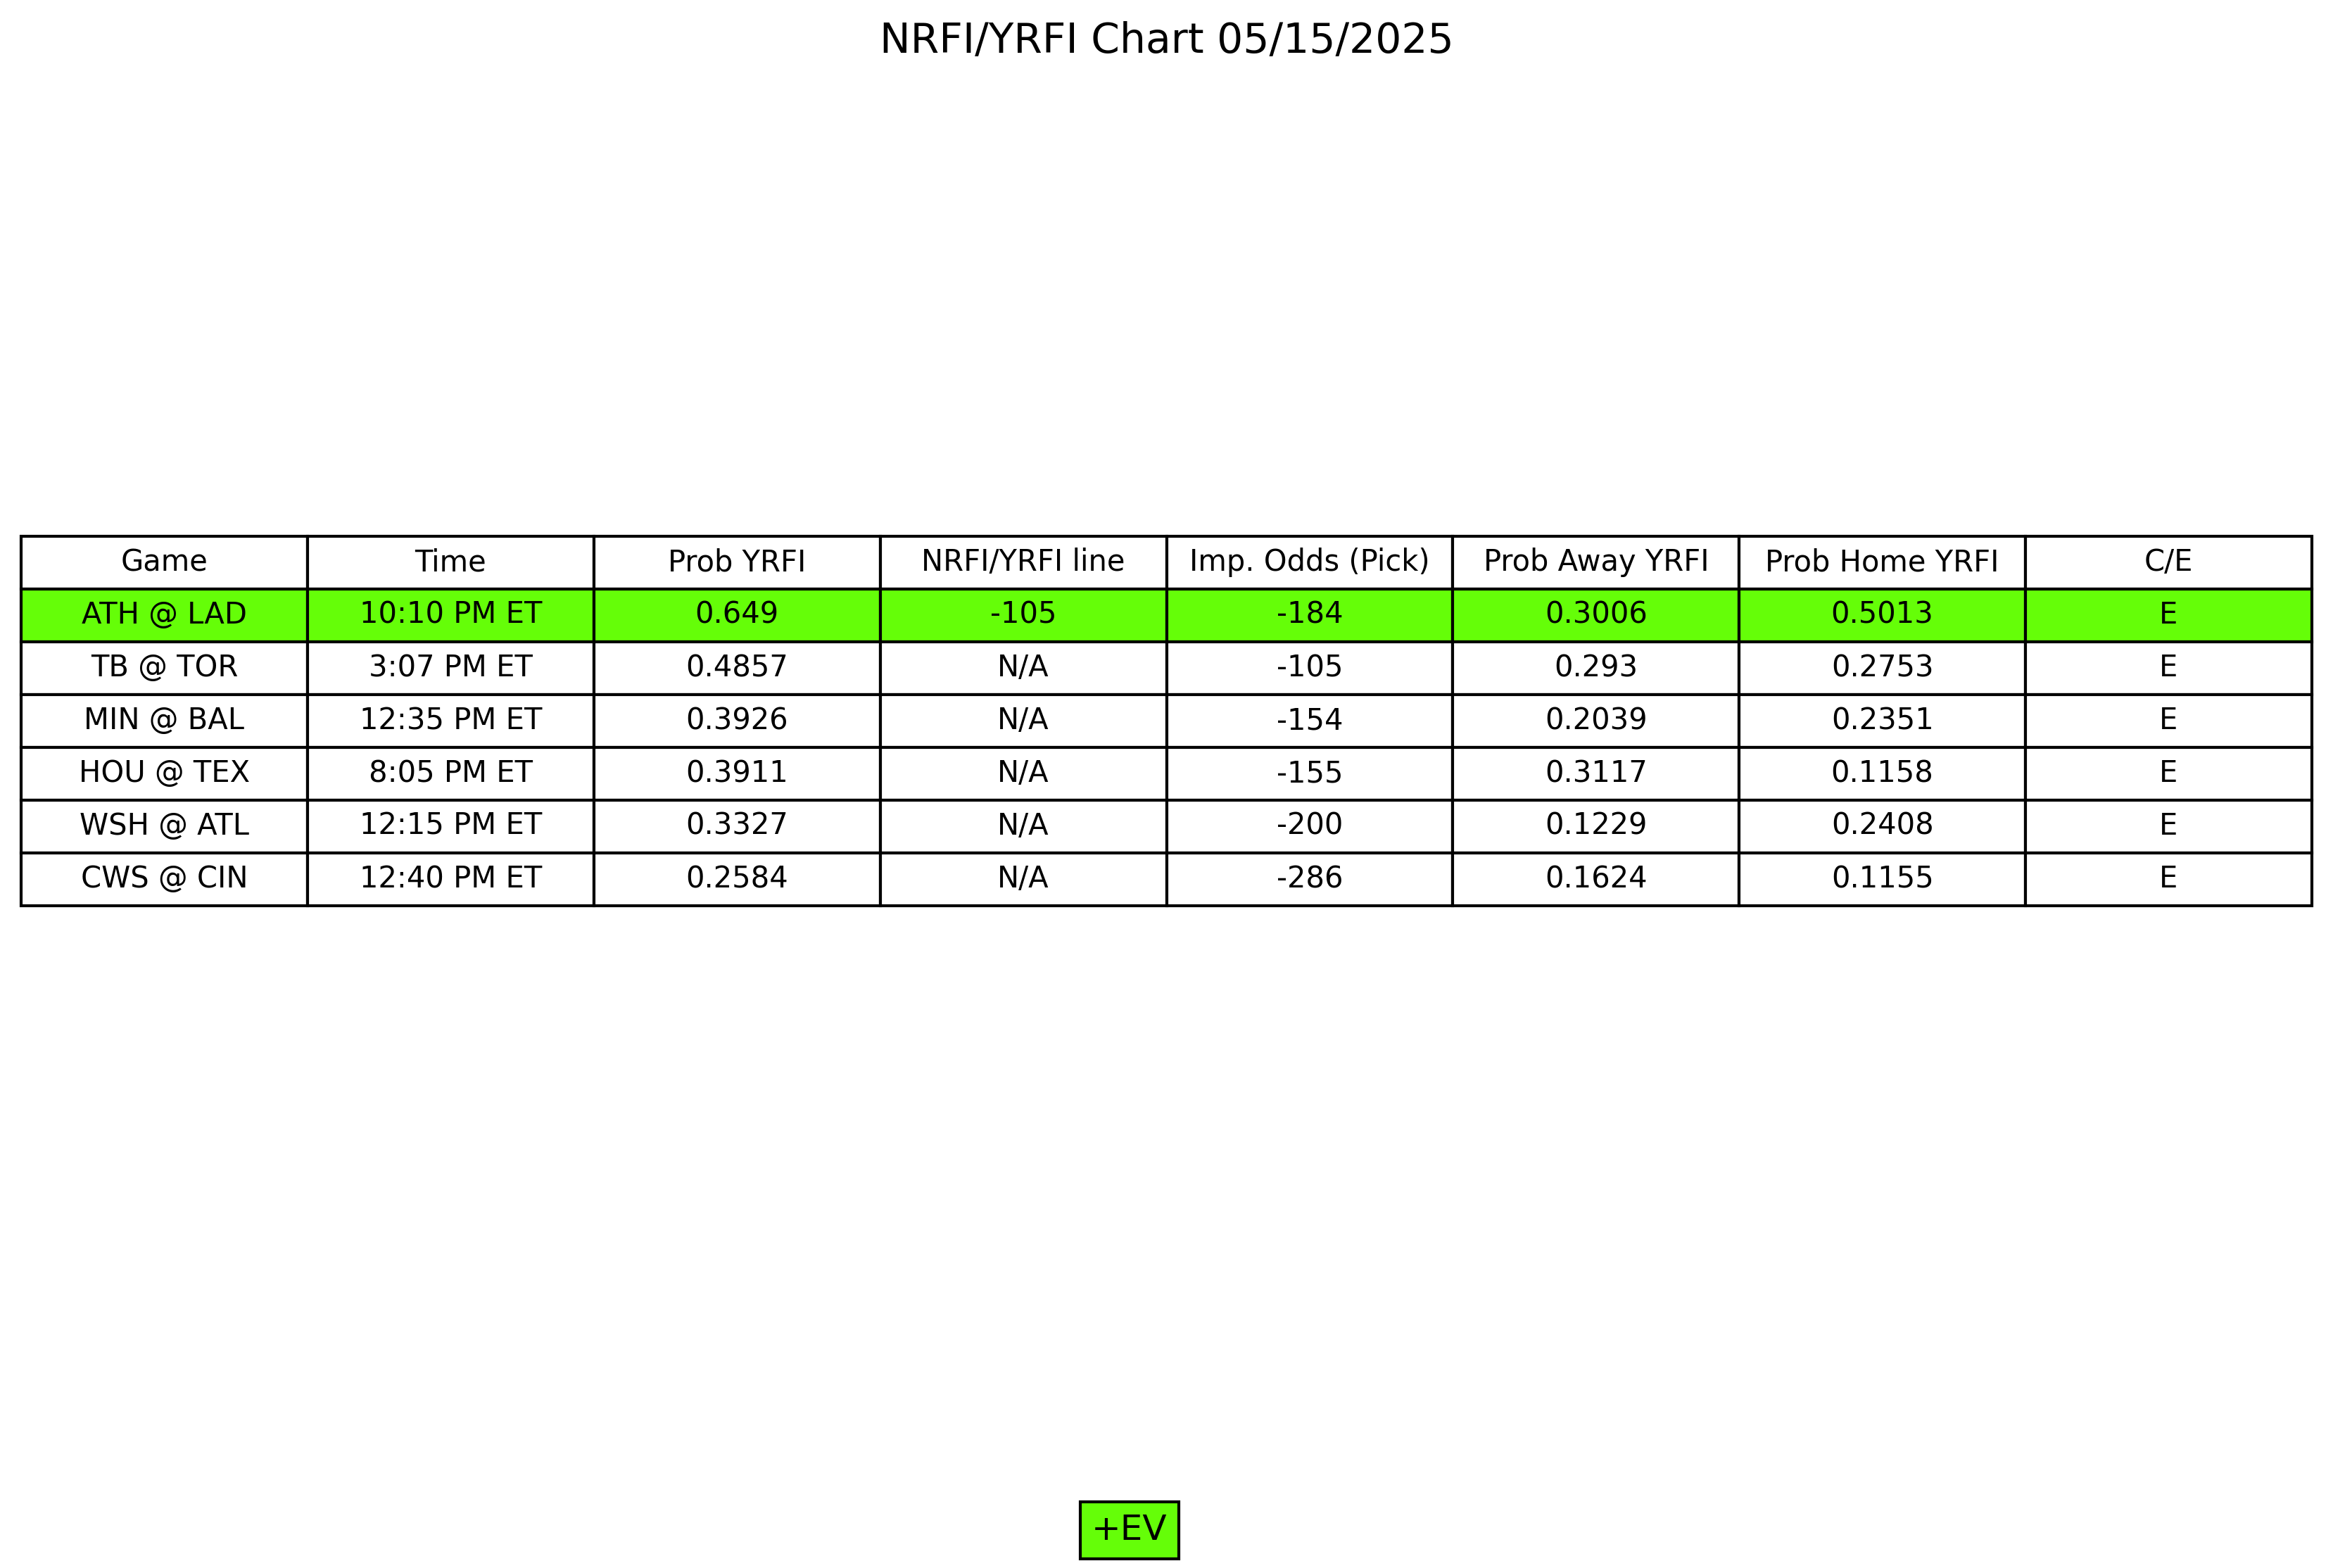 NRFI/YRFI Chart 05/15/2025
Game Time Prob YRFI NRFI/YRFI line Imp. Odds (Pick) Prob Away YRFI Prob Home YRFI C/E
ATH @ LAD 10:10 PM ET 0.649 -105 -184 0.3006 0.5013 E
TB @ TOR 3:07 PM ET 0.4857 N/A -105 0.293 0.2753 E
MIN @ BAL 12:35 PM ET 0.3926 N/A -154 0.2039 0.2351 E
HOU @ TEX 8:05 PM ET 0.3911 N/A -155 0.3117 0.1158 E
WSH @ ATL 12:15 PM ET 0.3327 N/A -200 0.1229 0.2408 E
CWS @ CIN 12:40 PM ET 0.2584 N/A -286 0.1624 0.1155 E
+EV